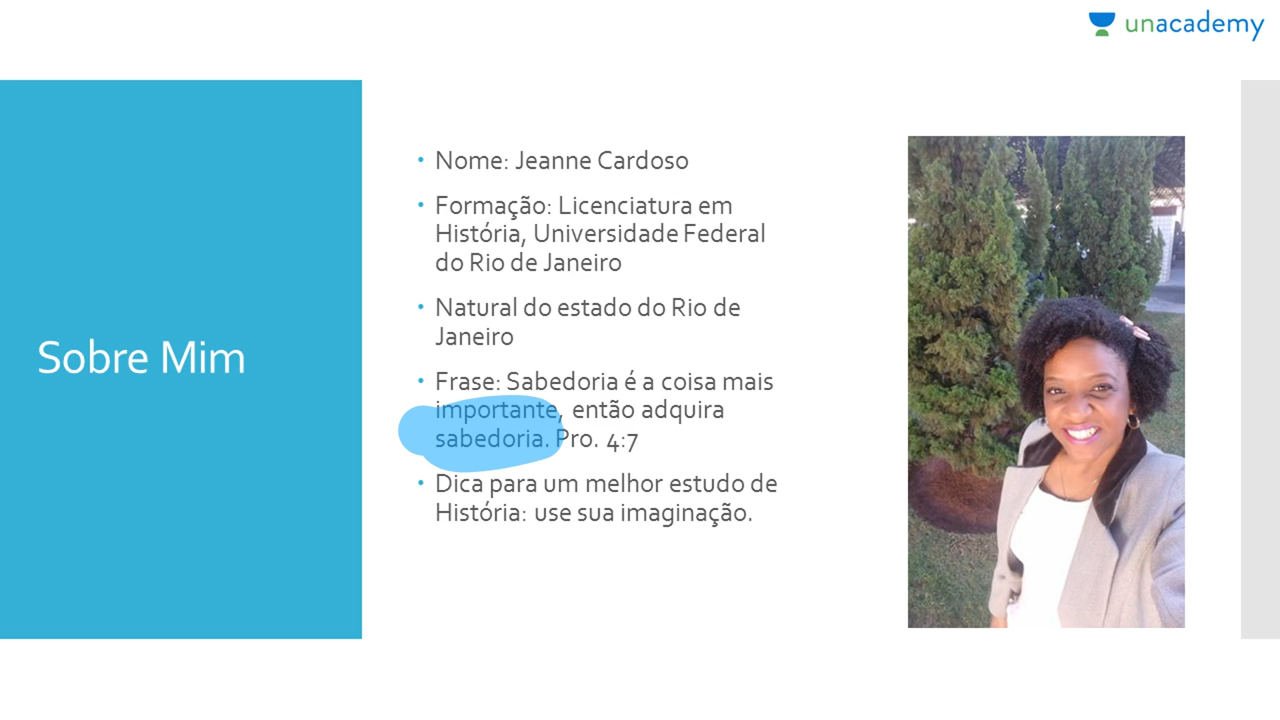 unacademy
Sobre Mim
• Nome: Jeanne Cardoso
• Formação: Licenciatura em
História, Universidade Federal
do Rio de Janeiro
• Natural do estado do Rio de
Janeiro
• Frase: Sabedoria é a coisa mais
importante, então adquira
sabedoria. Pro. 4:7
• Dica para um melhor estudo de
História: use sua imaginação.